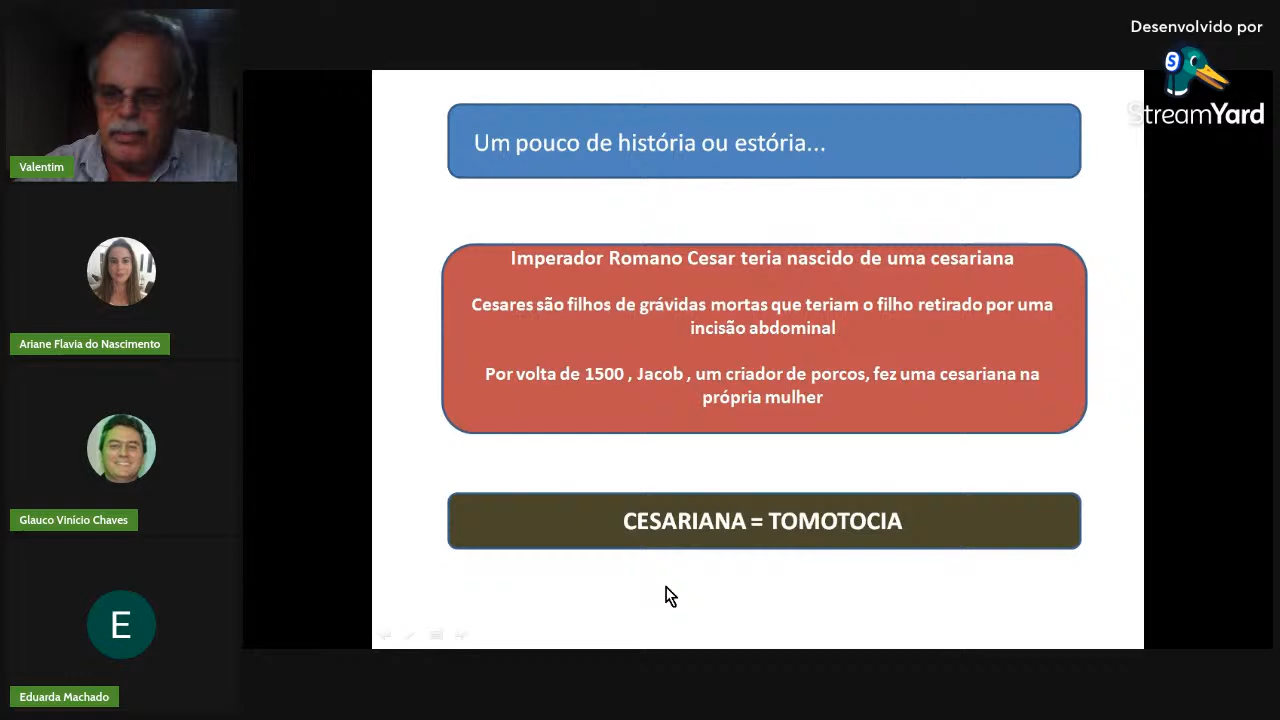 Desenvolvido por
StreamYard
Valentim
Ariane Flavia do Nascimento
Glauco Vinício Chaves
E
Eduarda Machado
Um pouco de história ou estória...
Imperador Romano Cesar teria nascido de uma cesariana
Cesares são filhos de grávidas mortas que teriam o filho retirado por uma
incisão abdominal
Por volta de 1500 , Jacob , um criador de porcos, fez uma cesariana na
própria mulher
CESARIANA = TOMOTOCIA